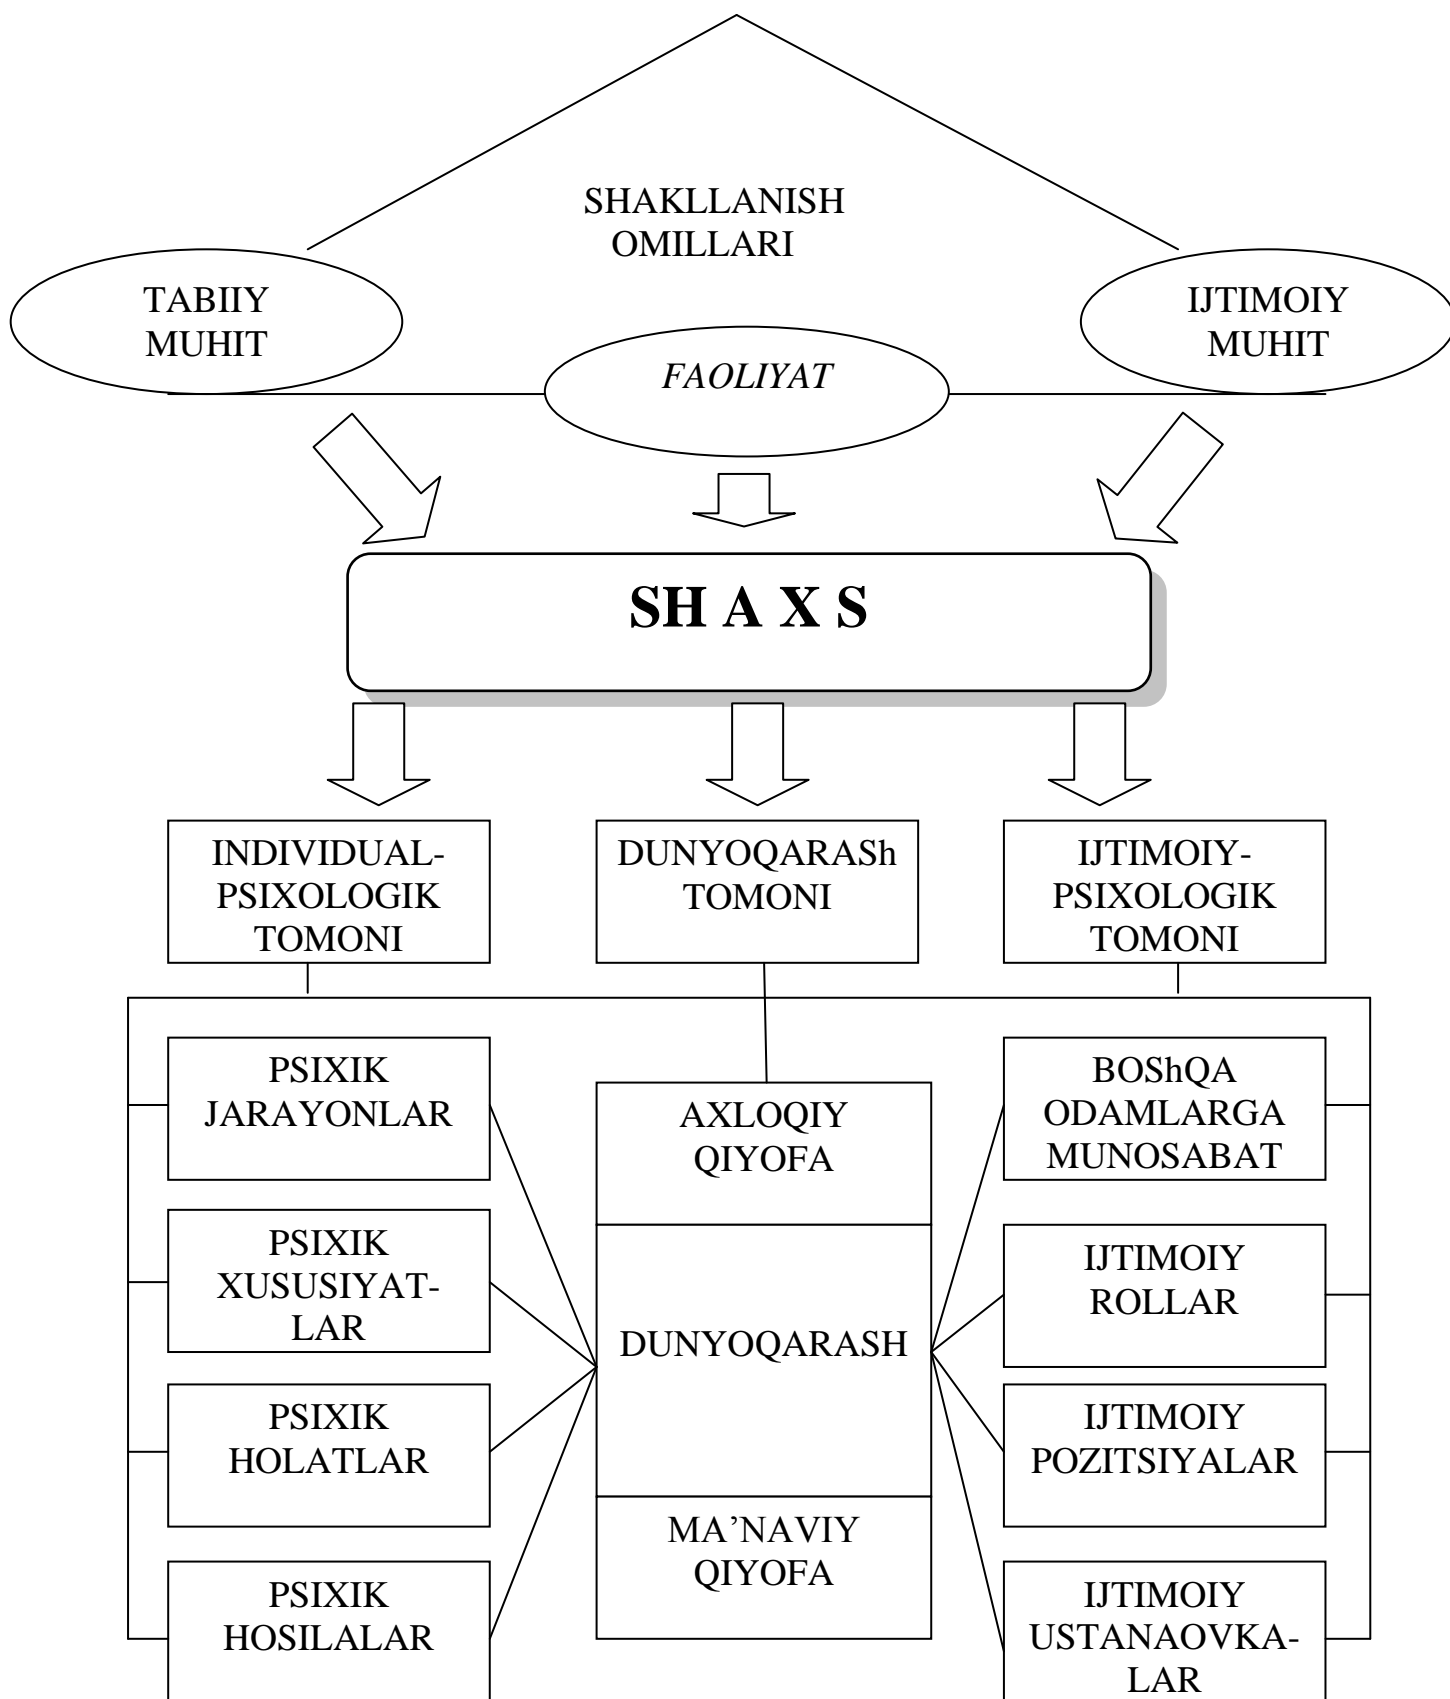 SHAKLLANISH
OMILLARI
TABIIY
MUHIT
IJTIMOIY
MUHIT
FAOLIYAT
SH A X S
INDIVIDUAL-
PSIXOLOGIK
TOMONI
DUNYOQARASh
TOMONI
IJTIMOIY-
PSIXOLOGIK
TOMONI
PSIXIK
JARAYONLAR
PSIXIK
XUSUSIYAT-
LAR
PSIXIK
HOLATLAR
PSIXIK
HOSILALAR
AXLOQIY
QIYOFA
DUNYOQARASH
MA’NAVIY
QIYOFA
BOShQA
ODAMLARGA
MUNOSABAT
IJTIMOIY
ROLLAR
IJTIMOIY
POZITSIYALAR
IJTIMOIY
USTANAOVKA-
LAR